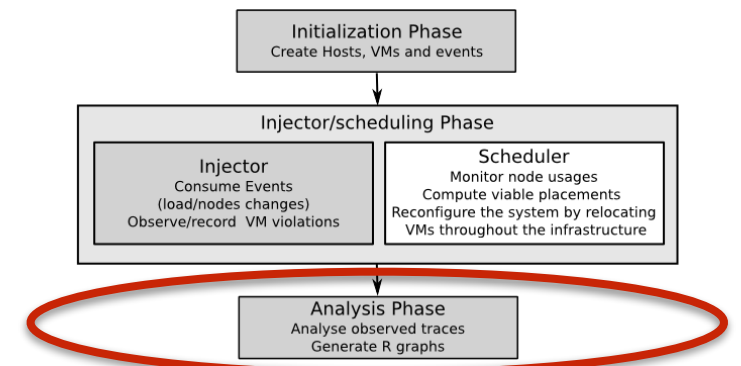 Initialization Phase
Create Hosts, VMs and events
Injector/scheduling Phase
Injector
Consume Events
(load/nodes changes)
Observe/record VM violations
Scheduler
Monitor node usages
Compute viable placements
Reconfigure the system by relocating
VMs throughout the infrastructure
Analysis Phase
Analyse observed traces
Generate R graphs